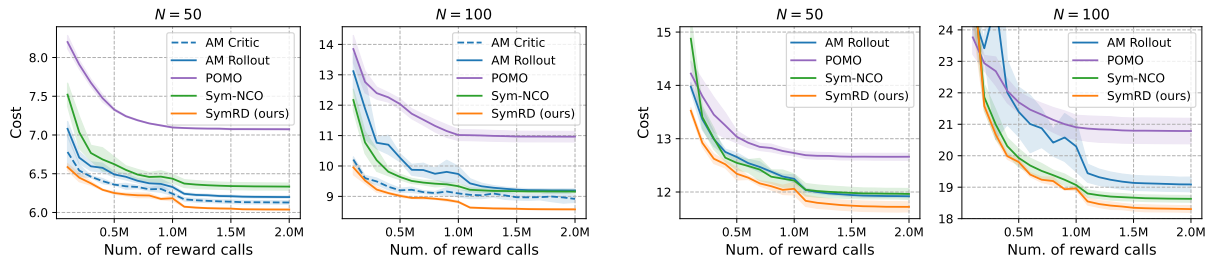 N = 50
Cost
8.0
7.5
7.0
6.5
6.0
AM Critic
AM Rollout
POMO
Sym-NCO
SymRD (ours)
0.5M 1.0M 1.5M 2.0M
Num. of reward calls
N = 100
14
13
12
11
10
9
AM Critic
AM Rollout
POMO
Sym-NCO
SymRD (ours)
0.5M 1.0M 1.5M 2.0M
Num. of reward calls
N = 50
Cost
15
14
13
12
AM Rollout
POMO
Sym-NCO
SymRD (ours)
0.5M 1.0M 1.5M 2.0M
Num. of reward calls
N = 100
24
23
22
21
20
19
18
AM Rollout
POMO
Sym-NCO
SymRD (ours)
0.5M 1.0M 1.5M 2.0M
Num. of reward calls